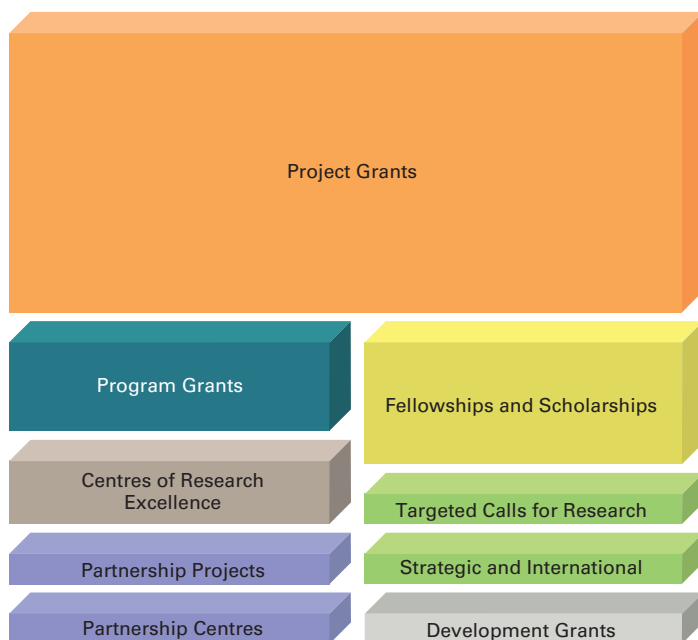 Project Grants
Program Grants
Fellowships and Scholarships
Centres of Research
Excellence
Targeted Calls for Research
Partnership Projects
Strategic and International
Partnership Centres
Development Grants